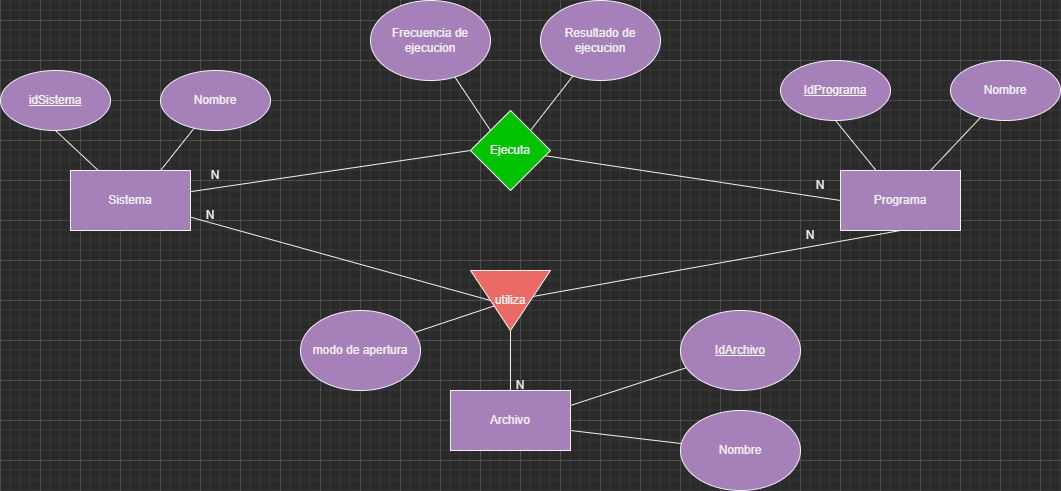 Frecuencia de
ejecucion
Resultado de
ejecucion
idSistema
Nombre
IdPrograma
Nombre
Ejecuta
N
N
Sistema
Programa
N
N
utiliza
modo de apertura
IdArchivo
N
Archivo
Nombre